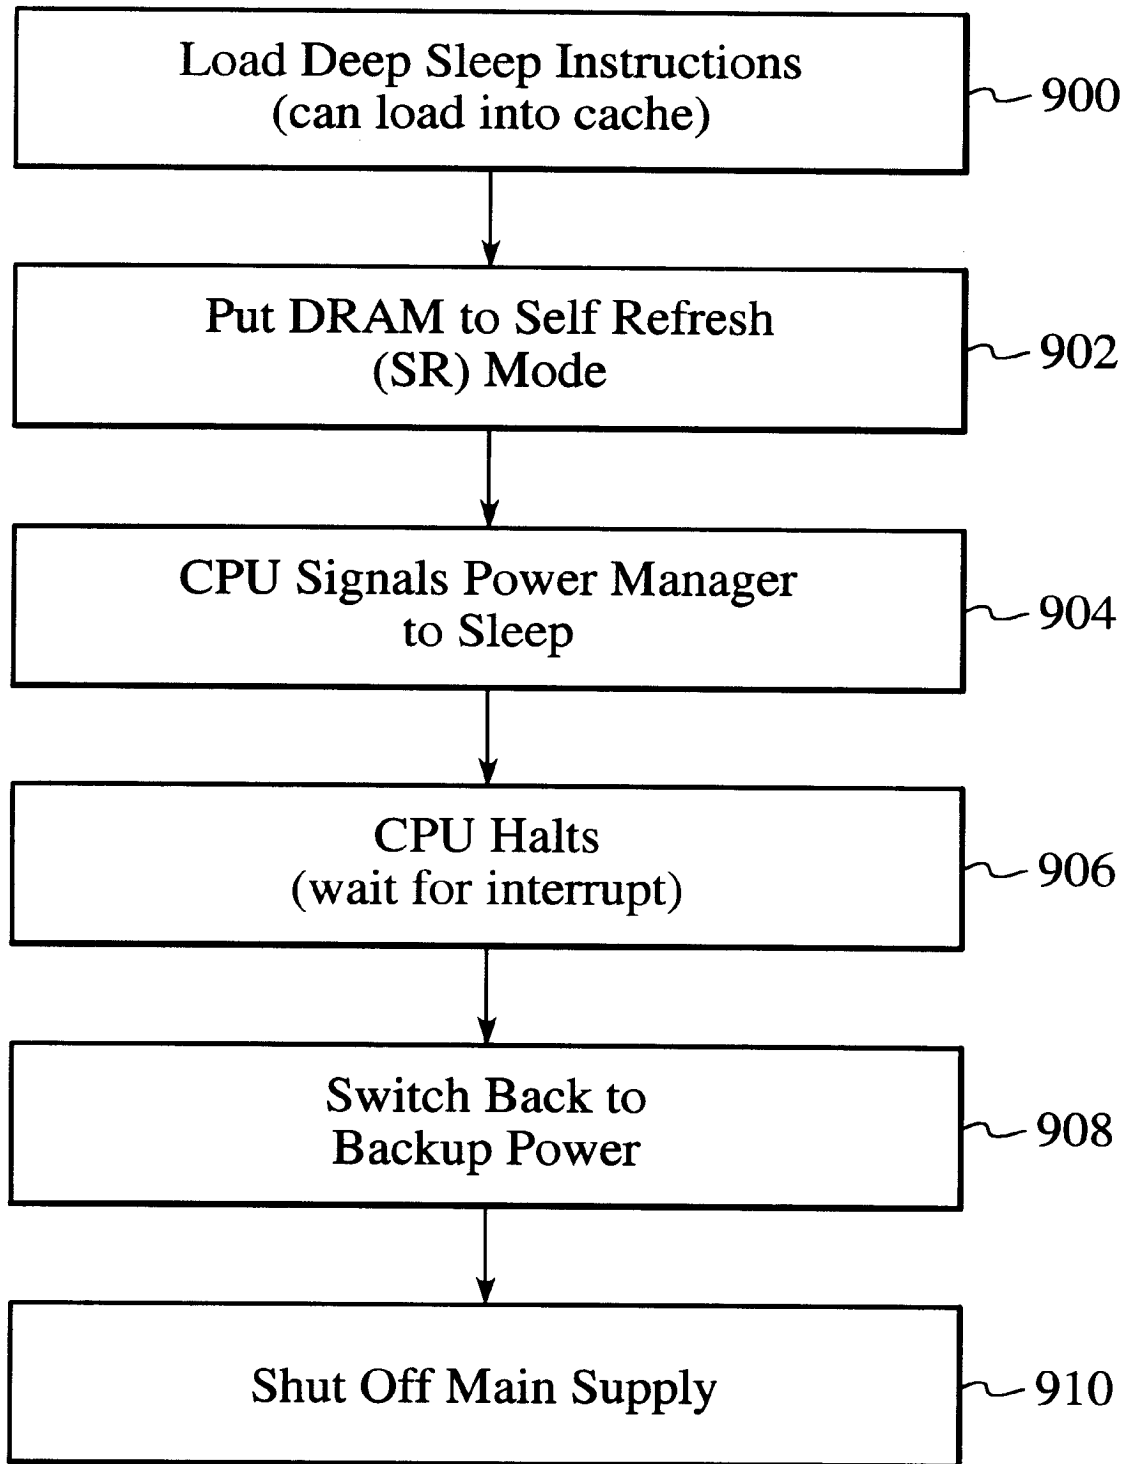 Load Deep Sleep Instructions
(can load into cache)
900
Put DRAM to Self Refresh
(SR) Mode
902
CPU Signals Power Manager
to Sleep
904
CPU Halts
(wait for interrupt)
906
Switch Back to
Backup Power
908
Shut Off Main Supply
910